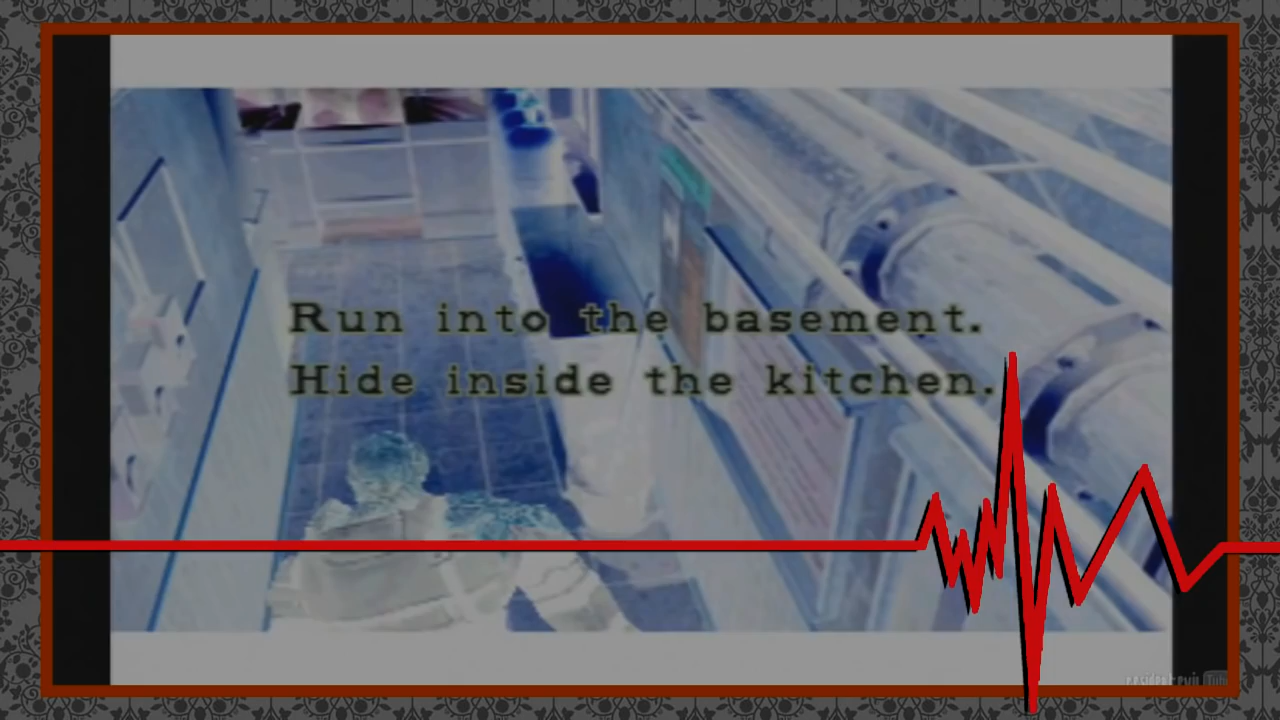 Run into the basement.
Hide inside the kitchen.